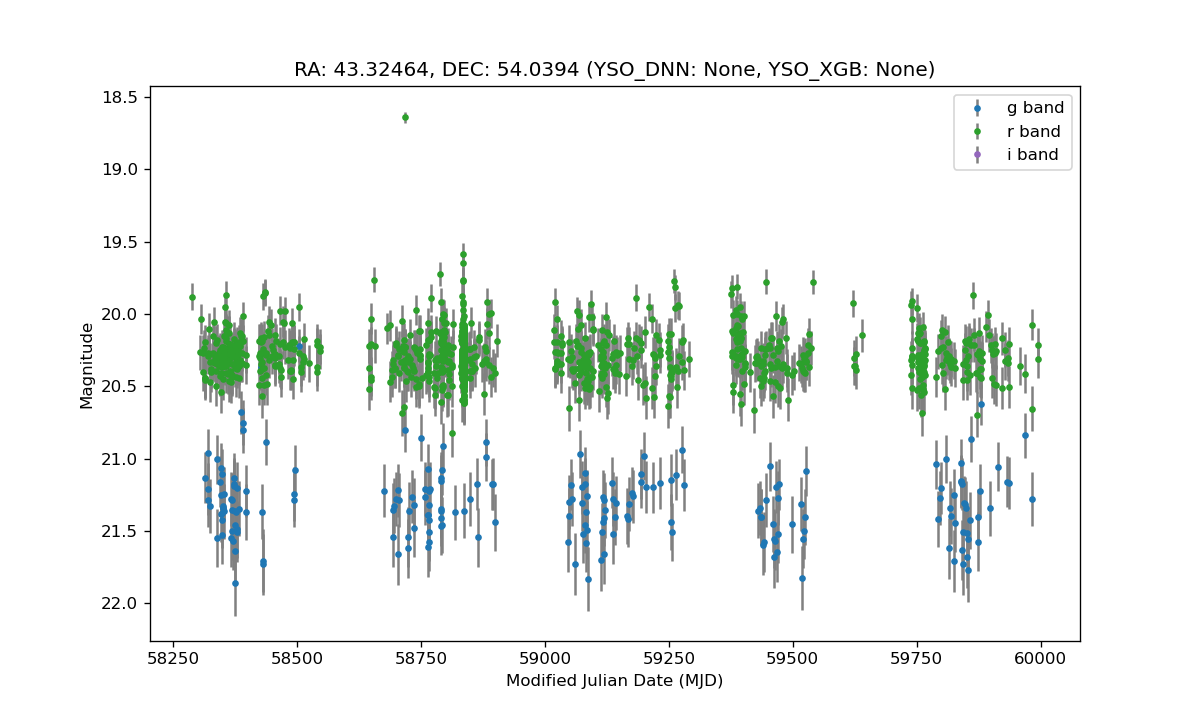 RA: 43.32464, DEC: 54.0394 (YSO_DNN: None, YSO_XGB: None)
g band
r band
i band
18.5
19.0
19.5
20.0
20.5
21.0
21.5
22.0
Magnitude
58250 58500 58750 59000 59250 59500 59750 60000
Modified Julian Date (MJD)